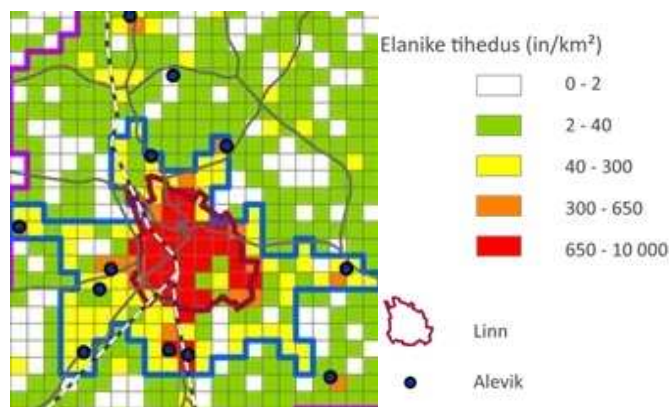 Elanike tihedus (in/km²)
0 - 2
2 - 40
40 - 300
300 - 650
650 - 10 000
Linn
Alevik